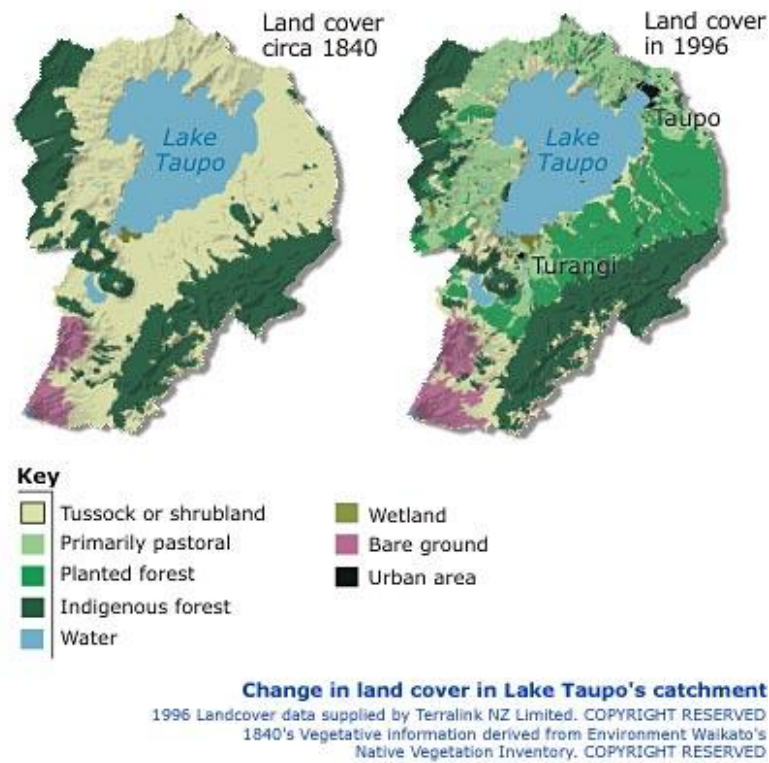 Land cover
circa 1840
Land cover
in 1996
Lake
Taupo
Lake
Taupo
Taupo
Turangi
Key
Tussock or shrubland
Primarily pastoral
Planted forest
Indigenous forest
Water
Wetland
Bare ground
Urban area
Change in land cover in Lake Taupo's catchment
1996 Landcover data supplied by Terralink NZ Limited. COPYRIGHT RESERVED
1840's Vegetative information derived from Environment Waikato's
Native Vegetation Inventory. COPYRIGHT RESERVED